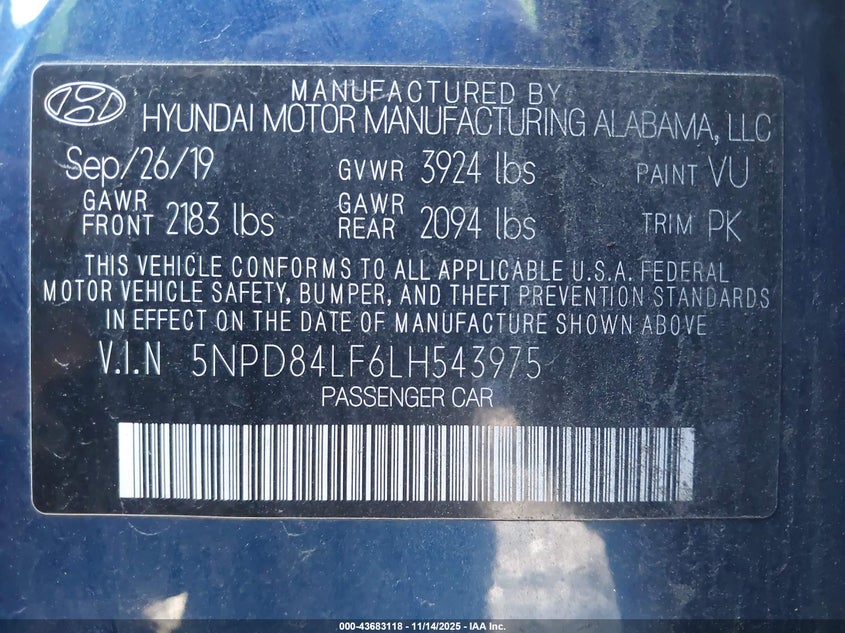 MANUFACTURED BY
HYUNDAI MOTOR MANUFACTURING ALABAMA, LLC
Sep/26/19 GVWR 3924 lbs PAINT VU
GAWR FRONT 2183 lbs GAWR REAR 2094 lbs TRIM PK
THIS VEHICLE CONFORMS TO ALL APPLICABLE U.S.A. FEDERAL
MOTOR VEHICLE SAFETY, BUMPER, AND THEFT PREVENTION STANDARDS
IN EFFECT ON THE DATE OF MANUFACTURE SHOWN ABOVE
V.I.N 5NPD84LF6LH543975
PASSENGER CAR
000-43683118 - 11/14/2025 - IAA Inc.